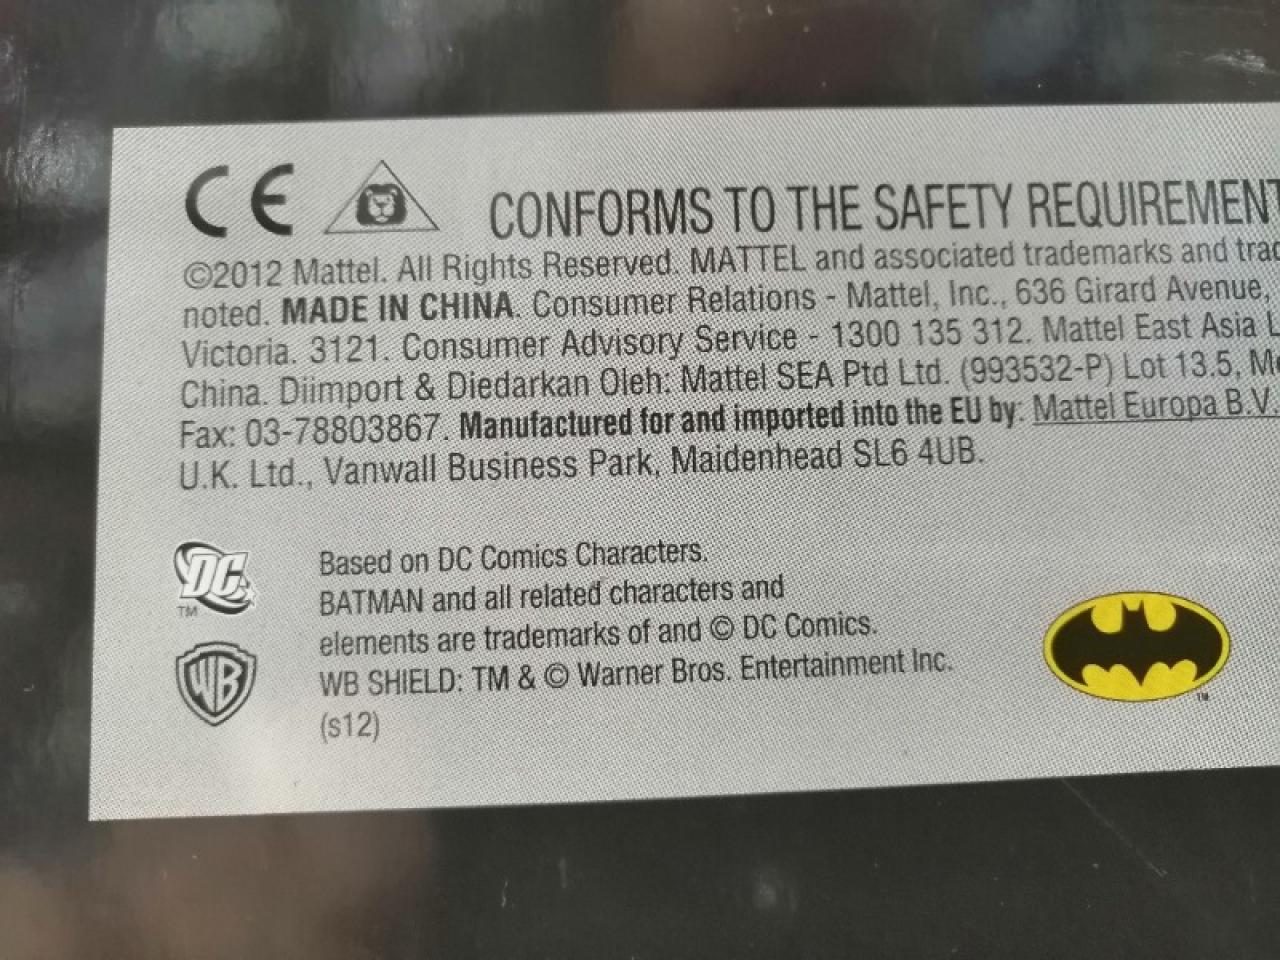 CE CONFORMS TO THE SAFETY REQUIREMENT
©2012 Mattel. All Rights Reserved. MATTEL and associated trademarks and trad
noted. MADE IN CHINA. Consumer Relations - Mattel, Inc., 636 Girard Avenue,
Victoria. 3121. Consumer Advisory Service - 1300 135 312. Mattel East Asia L
China. Diimport & Diedarkan Oleh: Mattel SEA Ptd Ltd. (993532-P) Lot 13.5, Me
Fax: 03-78803867. Manufactured for and imported into the EU by: Mattel Europa B.V.
U.K. Ltd., Vanwall Business Park, Maidenhead SL6 4UB.
DC
TM
Based on DC Comics Characters.
BATMAN and all related characters and
elements are trademarks of and © DC Comics.
WB SHIELD: TM & © Warner Bros. Entertainment Inc.
(s12)
WB
TM